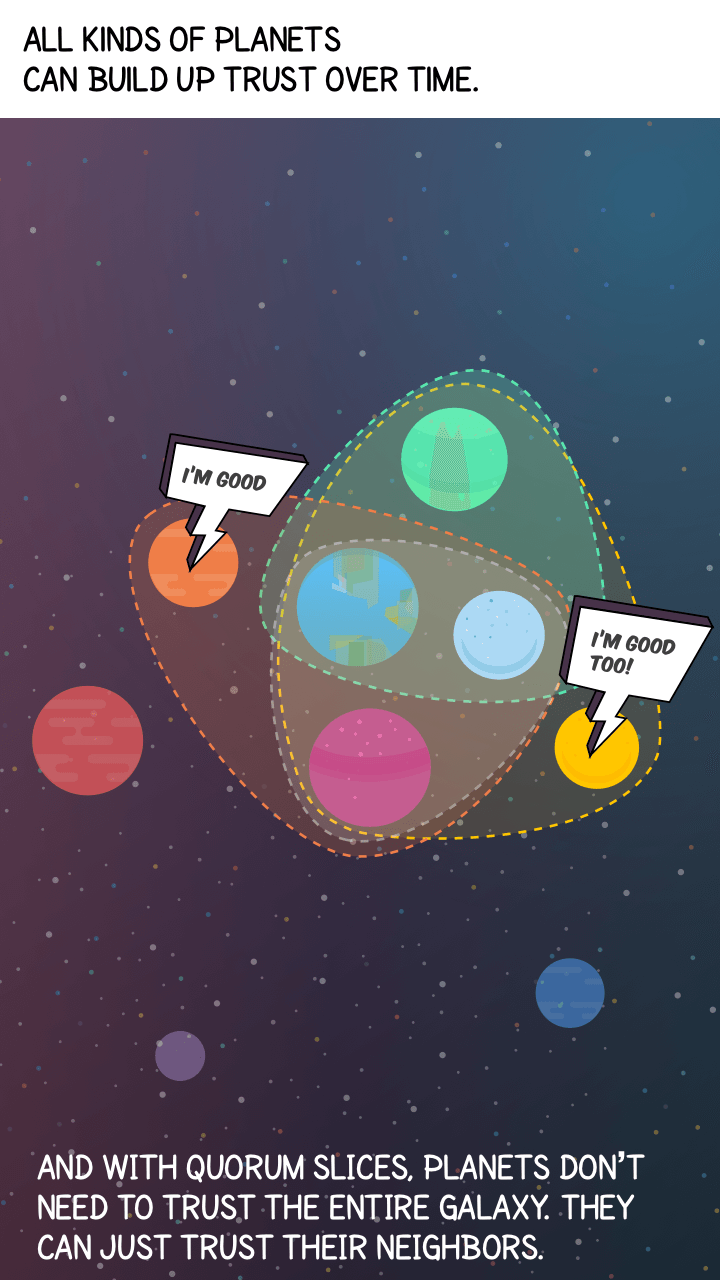 ALL KINDS OF PLANETS
CAN BUILD UP TRUST OVER TIME.
I'M GOOD
I'M GOOD
TOO!
AND WITH QUORUM SLICES, PLANETS DON'T
NEED TO TRUST THE ENTIRE GALAXY. THEY
CAN JUST TRUST THEIR NEIGHBORS.